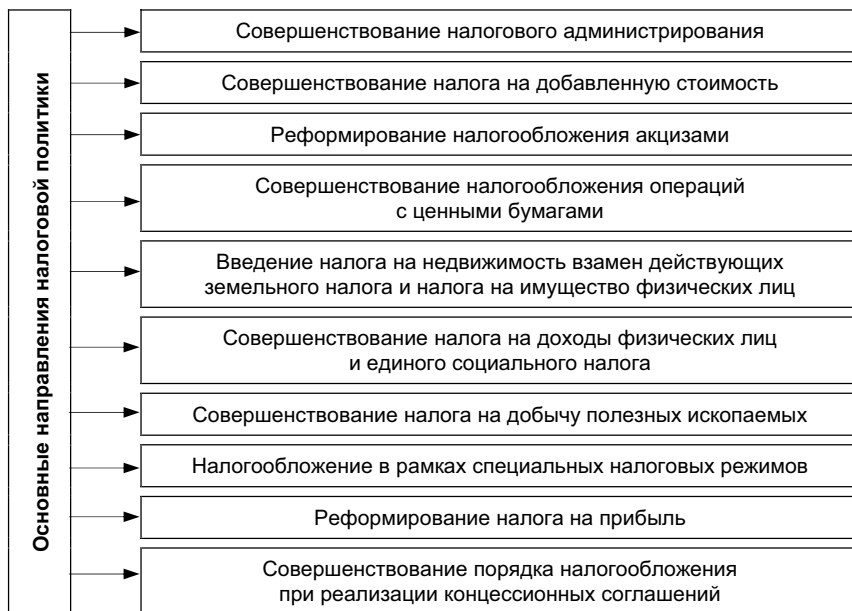 Основные направления налоговой политики
Совершенствование налогового администрирования
Совершенствование налога на добавленную стоимость
Реформирование налогообложения акцизами
Совершенствование налогообложения операций
с ценными бумагами
Введение налога на недвижимость взамен действующих
земельного налога и налога на имущество физических лиц
Совершенствование налога на доходы физических лиц
и единого социального налога
Совершенствование налога на добычу полезных ископаемых
Налогообложение в рамках специальных налоговых режимов
Реформирование налога на прибыль
Совершенствование порядка налогообложения
при реализации концессионных соглашений